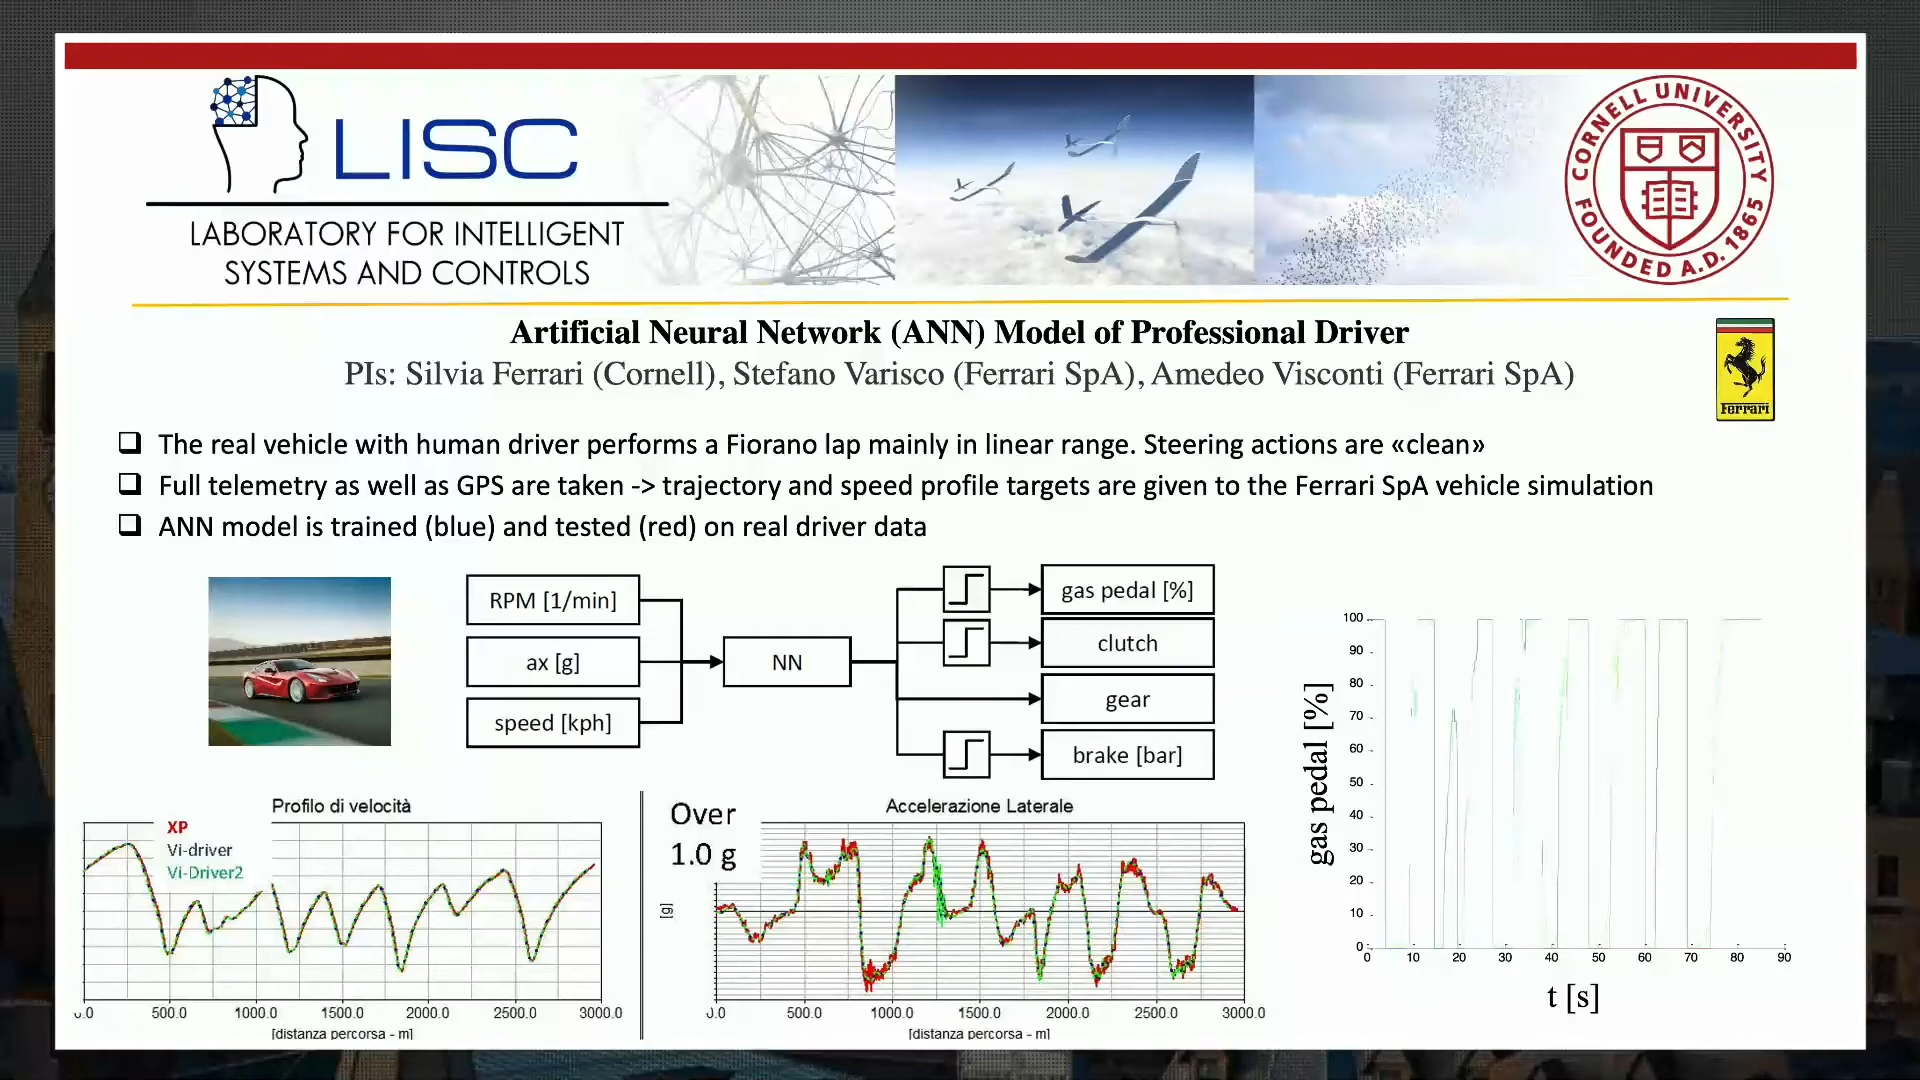 LISC
LABORATORY FOR INTELLIGENT
SYSTEMS AND CONTROLS
CORNELL UNIVERSITY
FOUNDED A.D. 1865
Artificial Neural Network (ANN) Model of Professional Driver
PIs: Silvia Ferrari (Cornell), Stefano Varisco (Ferrari SpA), Amedeo Visconti (Ferrari SpA)
Ferrari
The real vehicle with human driver performs a Fiorano lap mainly in linear range. Steering actions are «clean»
Full telemetry as well as GPS are taken -> trajectory and speed profile targets are given to the Ferrari SpA vehicle simulation
ANN model is trained (blue) and tested (red) on real driver data
RPM [1/min]
ax [g]
speed [kph]
NN
gas pedal [%]
clutch
gear
brake [bar]
Profilo di velocità
XP
Vi-driver
Vi-Driver2
500.0 1000.0 1500.0 2000.0 2500.0 3000.0
[distanza percorsa - m]
Over
1.0 g
Accelerazione Laterale
[g]
500.0 1000.0 1500.0 2000.0 2500.0 3000.0
[distanza percorsa - m]
gas pedal [%]
100
90
80
70
60
50
40
30
20
10
0
0 10 20 30 40 50 60 70 80 90
t [s]